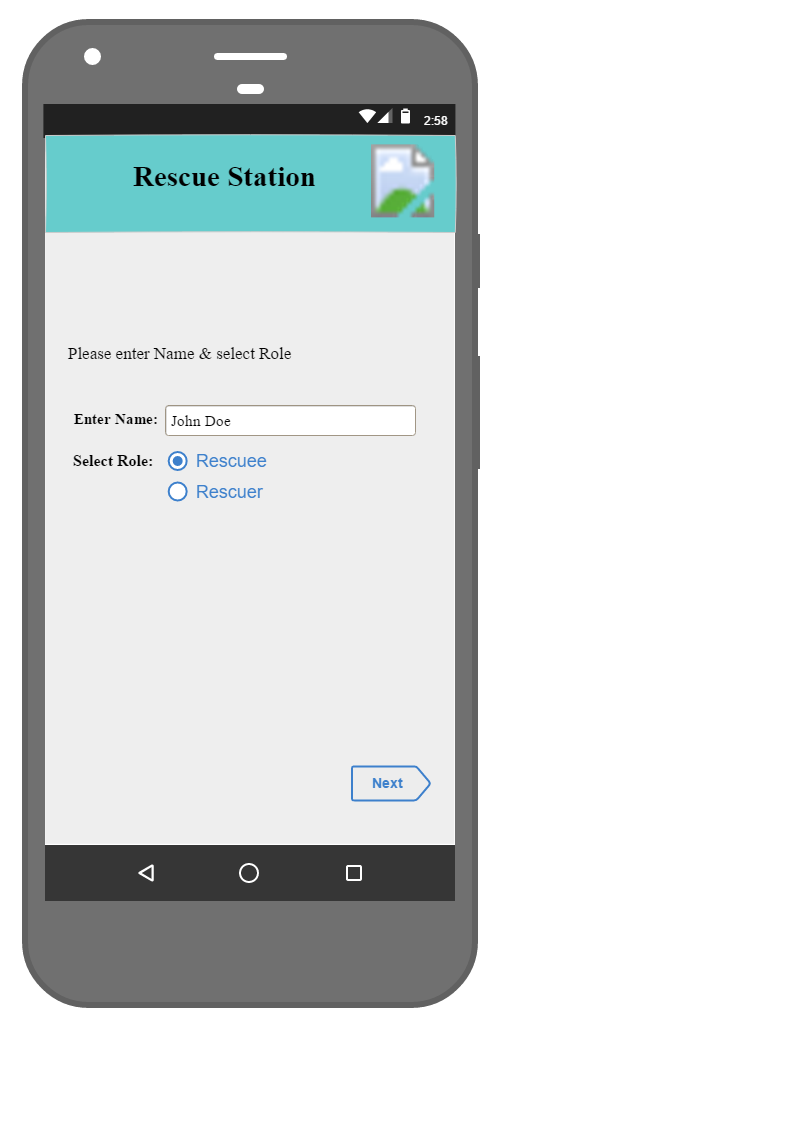 2:58
Rescue Station
Please enter Name & select Role
Enter Name: John Doe
Select Role: Rescuee
Rescuer
Next